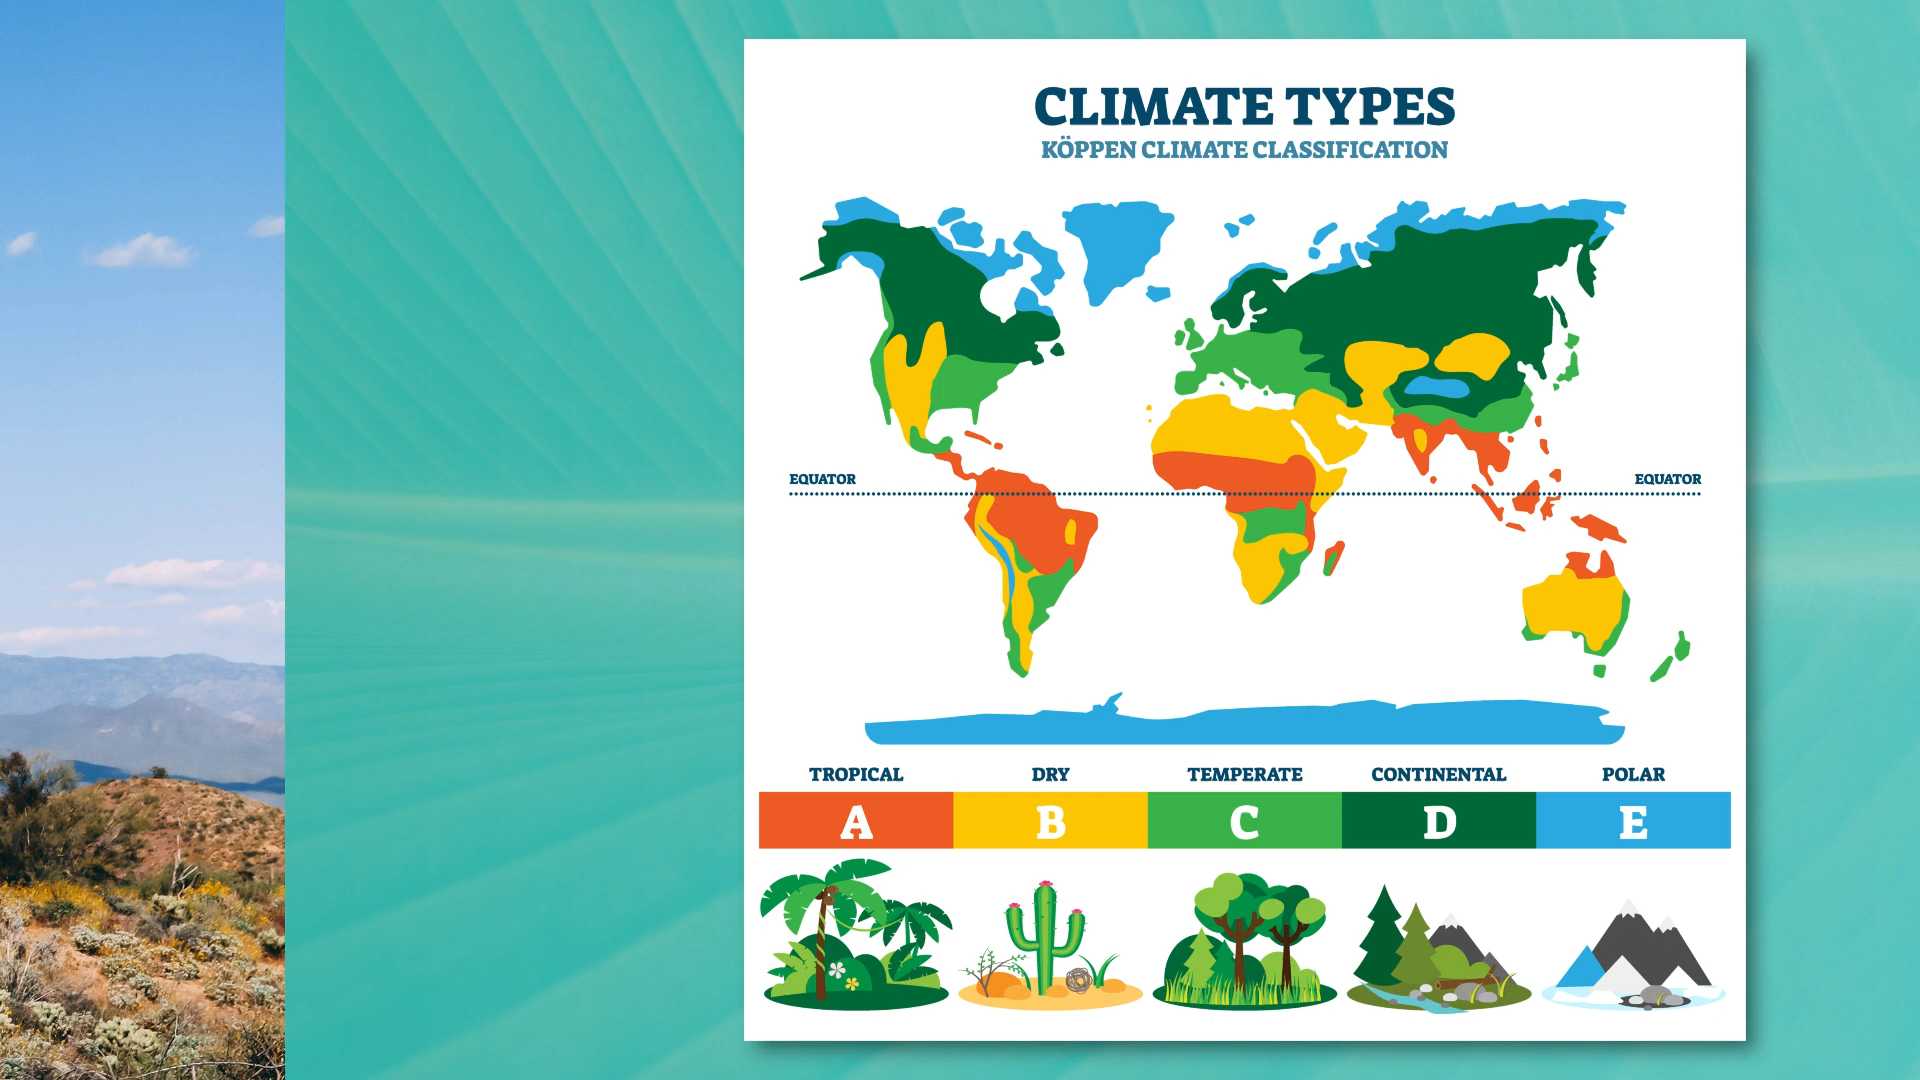 CLIMATE TYPES
KÖPPEN CLIMATE CLASSIFICATION
EQUATOR EQUATOR
TROPICAL DRY TEMPERATE CONTINENTAL POLAR
A B C D E